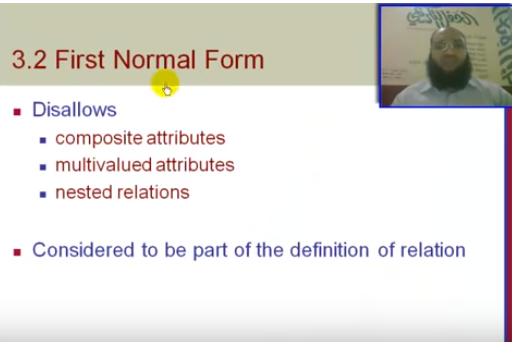 3.2 First Normal Form
Disallows
composite attributes
multivalued attributes
nested relations
Considered to be part of the definition of relation